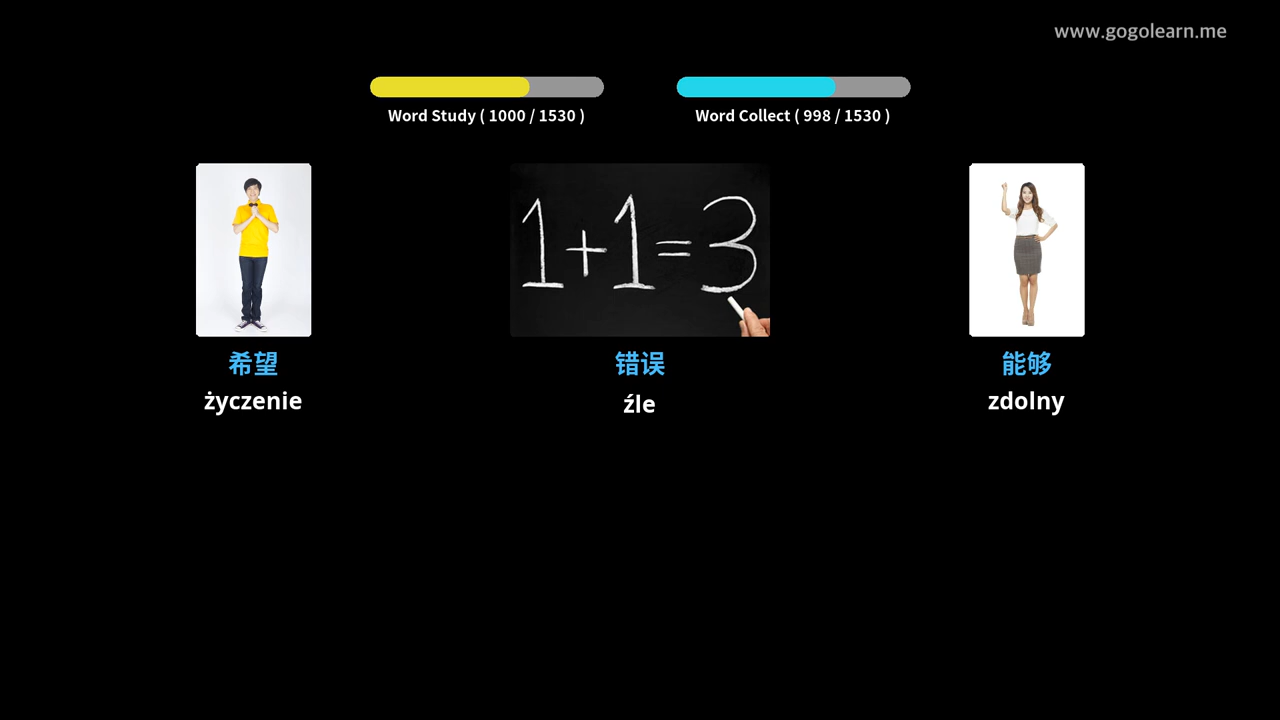 www.gogolearn.me
Word Study ( 1000 / 1530 )
Word Collect ( 998 / 1530 )
1+1=3
希望
错误
能够
życzenie
źle
zdolny